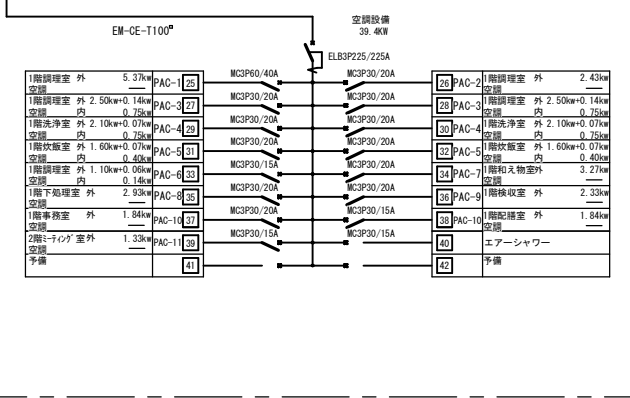 空調設備
EM-CE-T100□
39.4KW
ELB3P225/225A
1階調理室 外 5.37kw
空調
PAC-1 25 MC3P60/40A
MC3P30/20A 26 PAC-2
1階調理室 外 2.43kw
空調
1階調理室 外 2.50kw+0.14kw
空調 内 0.75kw
PAC-3 27 MC3P30/20A
MC3P30/20A 28 PAC-3
1階調理室 外 2.50kw+0.14kw
空調 内 0.75kw
1階洗浄室 外 2.10kw+0.07kw
空調 内 0.75kw
PAC-4 29 MC3P30/20A
MC3P30/20A 30 PAC-4
1階洗浄室 外 2.10kw+0.07kw
空調 内 0.75kw
1階炊飯室 外 1.60kw+0.07kw
空調 内 0.40kw
PAC-5 31 MC3P30/20A
MC3P30/20A 32 PAC-5
1階炊飯室 外 1.60kw+0.07kw
空調 内 0.40kw
1階調理室 外 1.10kw+0.06kw
空調 内 0.14kw
PAC-6 33 MC3P30/15A
MC3P30/20A 34 PAC-7
1階和え物室外 3.27kw
空調
1階下処理室 外 2.93kw
空調
PAC-8 35 MC3P30/20A
MC3P30/20A 36 PAC-9
1階検収室 外 2.33kw
空調
1階事務室 外 1.84kw
空調
PAC-10 37 MC3P30/20A
MC3P30/15A 38 PAC-10
1階配膳室 外 1.84kw
空調
2階ミーティング室外 1.33kw
空調
PAC-11 39 MC3P30/15A
MC3P30/15A 40
エアーシャワー
予備 41
42 予備